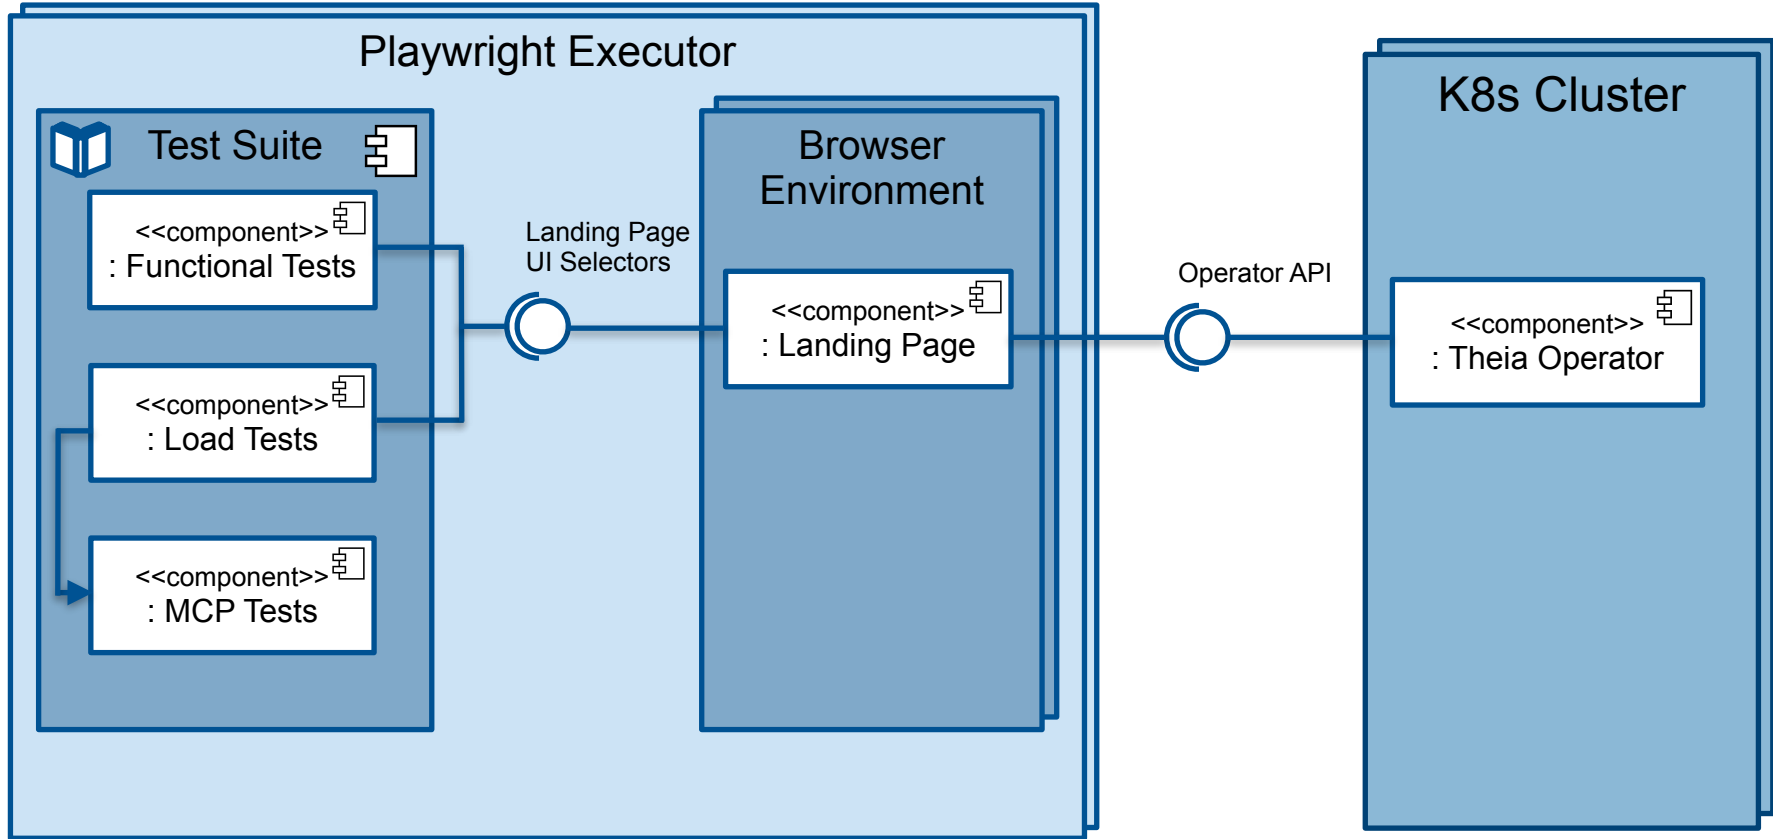 Playwright Executor
Test Suite
<<component>>
: Functional Tests
<<component>>
: Load Tests
<<component>>
: MCP Tests
Landing Page
UI Selectors
Browser
Environment
<<component>>
: Landing Page
Operator API
K8s Cluster
<<component>>
: Theia Operator